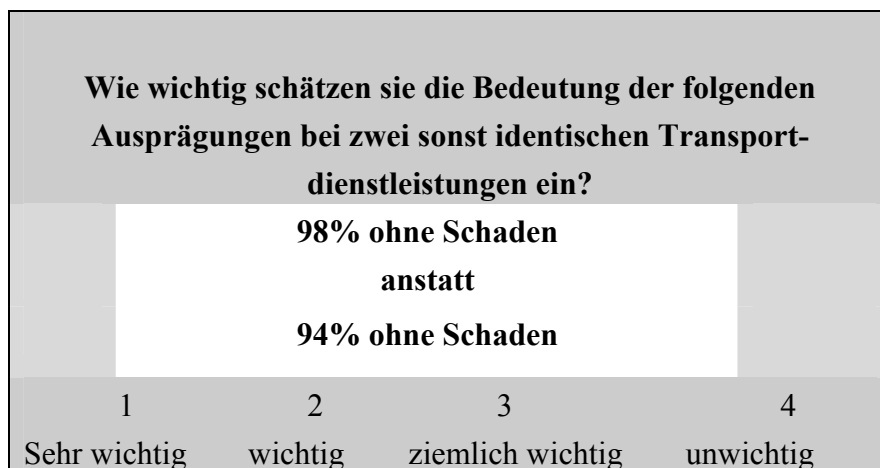 Wie wichtig schätzen sie die Bedeutung der folgenden
Ausprägungen bei zwei sonst identischen Transport-
dienstleistungen ein?
98% ohne Schaden
anstatt
94% ohne Schaden
1 2 3 4
Sehr wichtig wichtig ziemlich wichtig unwichtig